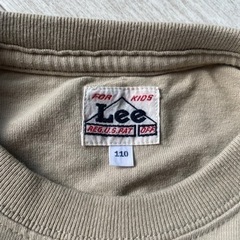 FOR KIDS
Lee
REG.U.S.PAT. OFF.
110